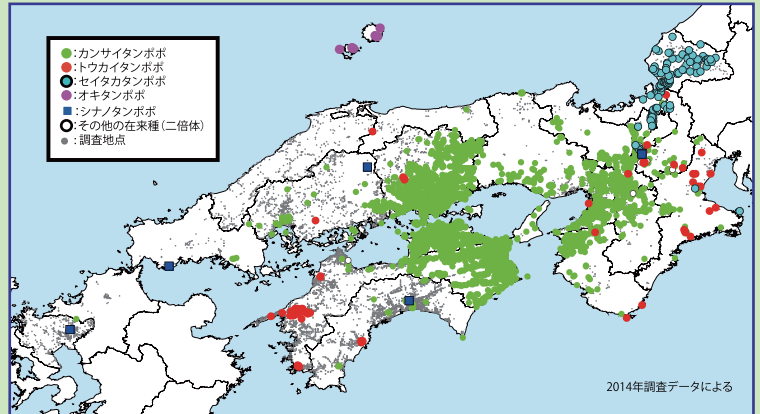 ：カンサイタンポポ
：トウカイタンポポ
：セイタカタンポポ
：オキタンポポ
：シナノタンポポ
：その他の在来種（二倍体）
：調査地点
2014年調査データによる